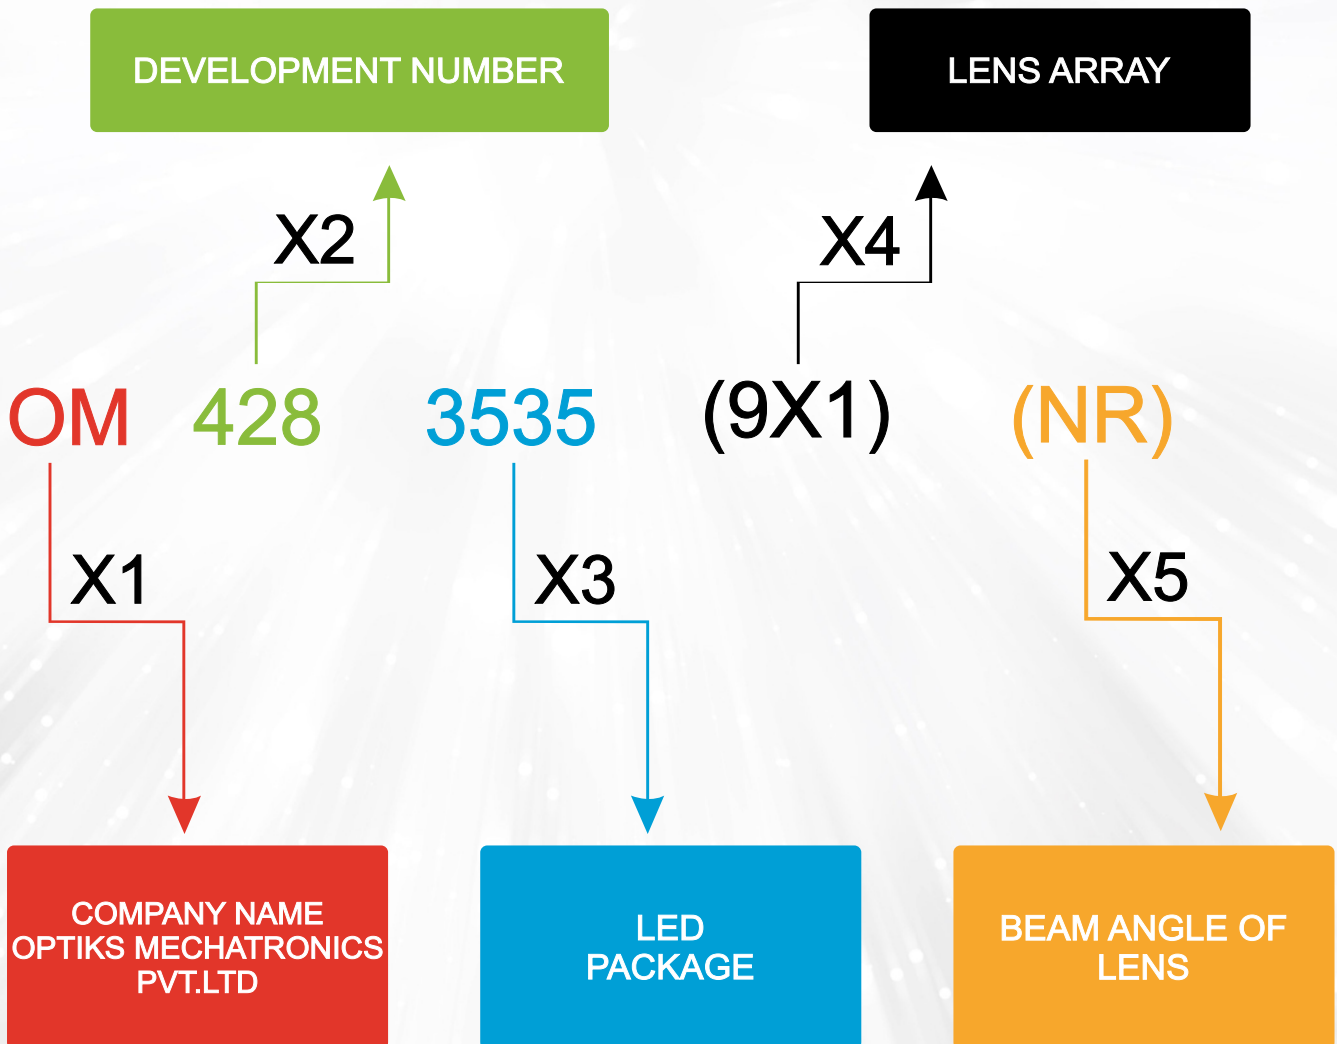 DEVELOPMENT NUMBER
LENS ARRAY
X2
X4
OM 428 3535 (9X1) (NR)
X1
X3
X5
COMPANY NAME
OPTIKS MECHATRONICS
PVT.LTD
LED
PACKAGE
BEAM ANGLE OF
LENS